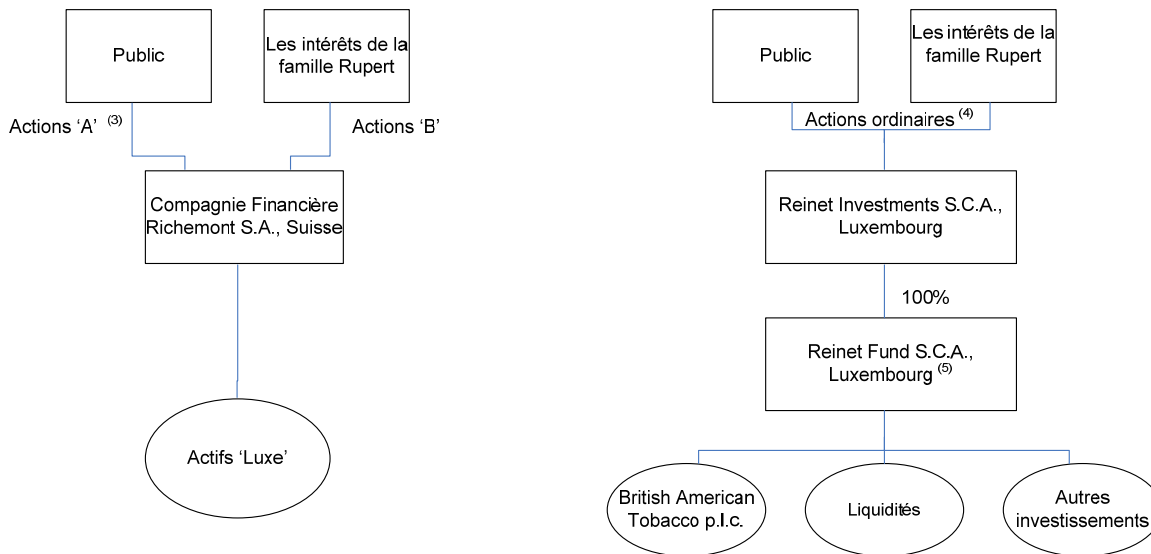 Public
Les intérêts de la
famille Rupert
Actions ‘A’ (3)
Actions ‘B’
Compagnie Financière
Richemont S.A., Suisse
Actifs ‘Luxe’
Public
Les intérêts de la
famille Rupert
Actions ordinaires (4)
Reinet Investments S.C.A.,
Luxembourg
100%
Reinet Fund S.C.A.,
Luxembourg (5)
British American
Tobacco p.l.c.
Liquidités
Autres
investissements